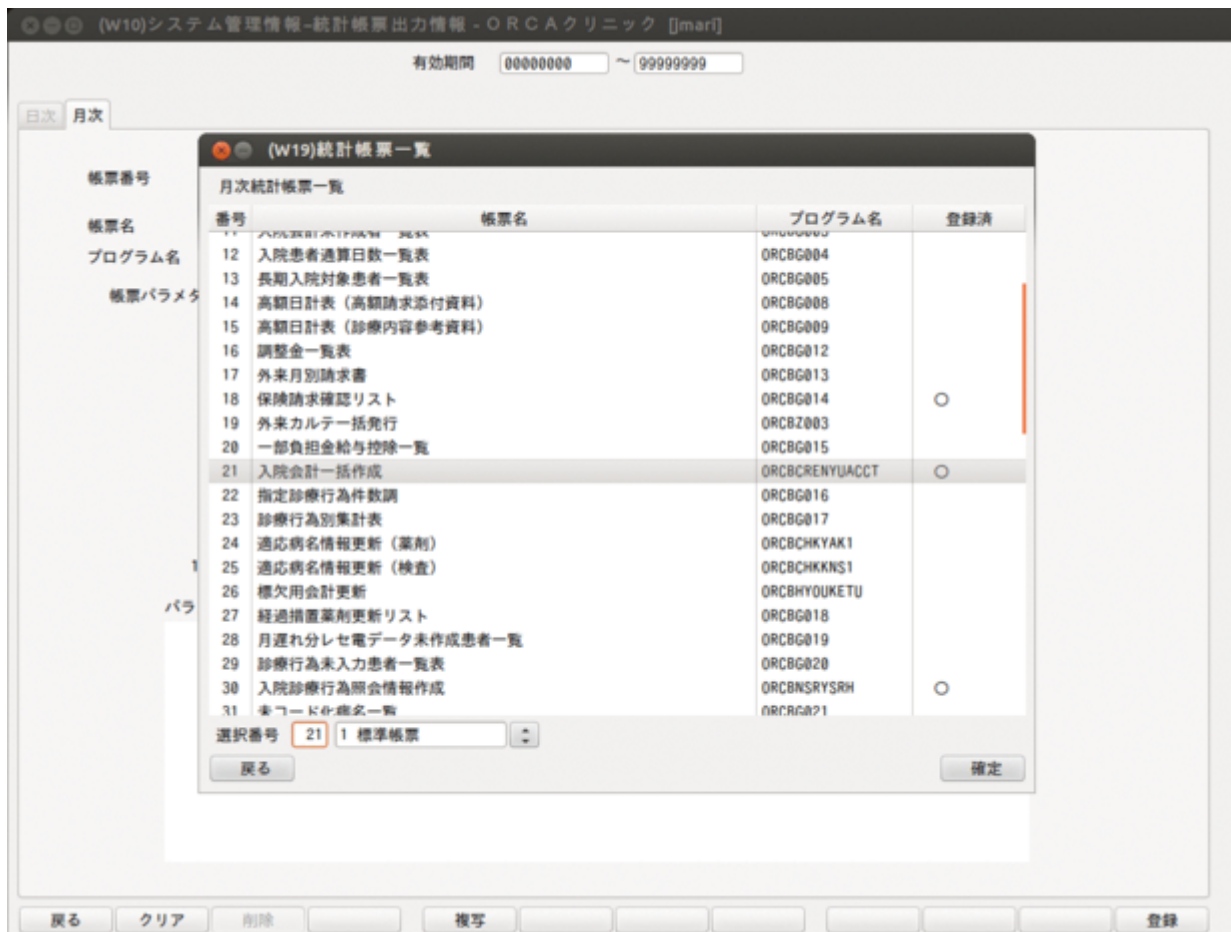 (W10)システム管理情報-統計帳票出力情報 - ORCAクリニック [jmari]
有効期間 00000000 ～ 99999999
日次 月次
(W19)統計帳票一覧
帳票番号
月次統計帳票一覧
番号 帳票名 プログラム名 登録済
帳票名
プログラム名
帳票パラメタ
12 入院患者通算日数一覧表 ORCBG004
13 長期入院対象患者一覧表 ORCBG005
14 高額日計表（高額請求添付資料） ORCBG008
15 高額日計表（診療内容参考資料） ORCBG009
16 調整金一覧表 ORCBG012
17 外来月別請求書 ORCBG013
18 保険請求確認リスト ORCBG014 ○
19 外来カルテ一括発行 ORCBZ003
20 一部負担金給与控除一覧 ORCBG015
21 入院会計一括作成 ORCBCRENYUACCT ○
22 指定診療行為件数調 ORCBG016
23 診療行為別集計表 ORCBG017
24 適応病名情報更新（薬剤） ORCBCHKYAK1
25 適応病名情報更新（検査） ORCBCHKKNS1
26 標欠用会計更新 ORCBHYOUKETU
27 経過措置薬剤更新リスト ORCBG018
28 月遅れ分レセ電データ未作成患者一覧 ORCBG019
29 診療行為未入力患者一覧表 ORCBG020
30 入院診療行為照会情報作成 ORCBNSRYSRH ○
31 未コード化病名一覧 ORCBG021
1
パラ
選択番号 21 1 標準帳票
戻る 確定
戻る クリア 削除 複写 登録